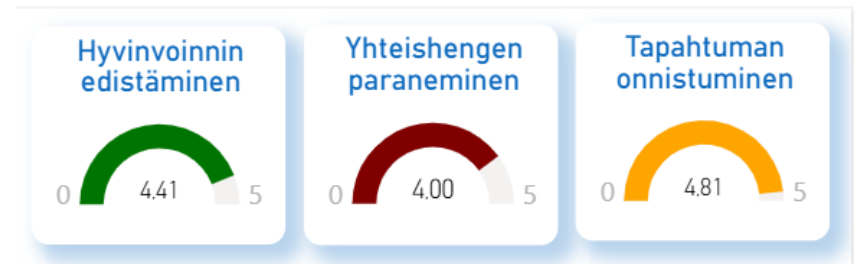 Hyvinvoinnin
edistäminen
0
4,41
5
Yhteishengen
paraneminen
0
4,00
5
Tapahtuman
onnistuminen
0
4,81
5